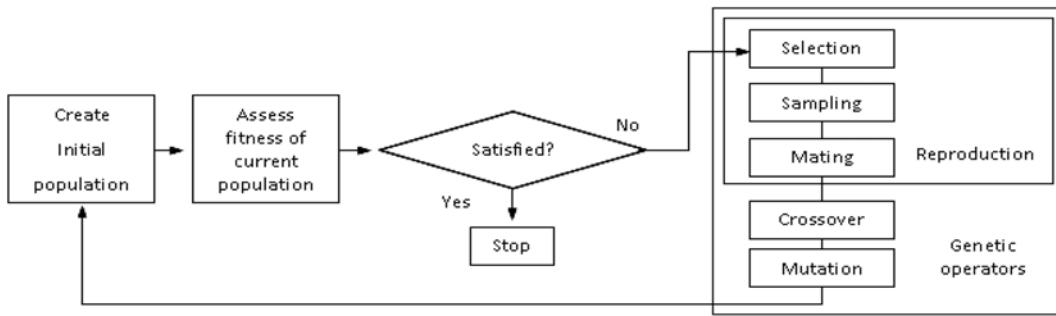 Create
Initial
population
Assess
fitness of
current
population
Satisfied?
No
Yes
Stop
Selection
Sampling
Mating
Reproduction
Crossover
Mutation
Genetic
operators